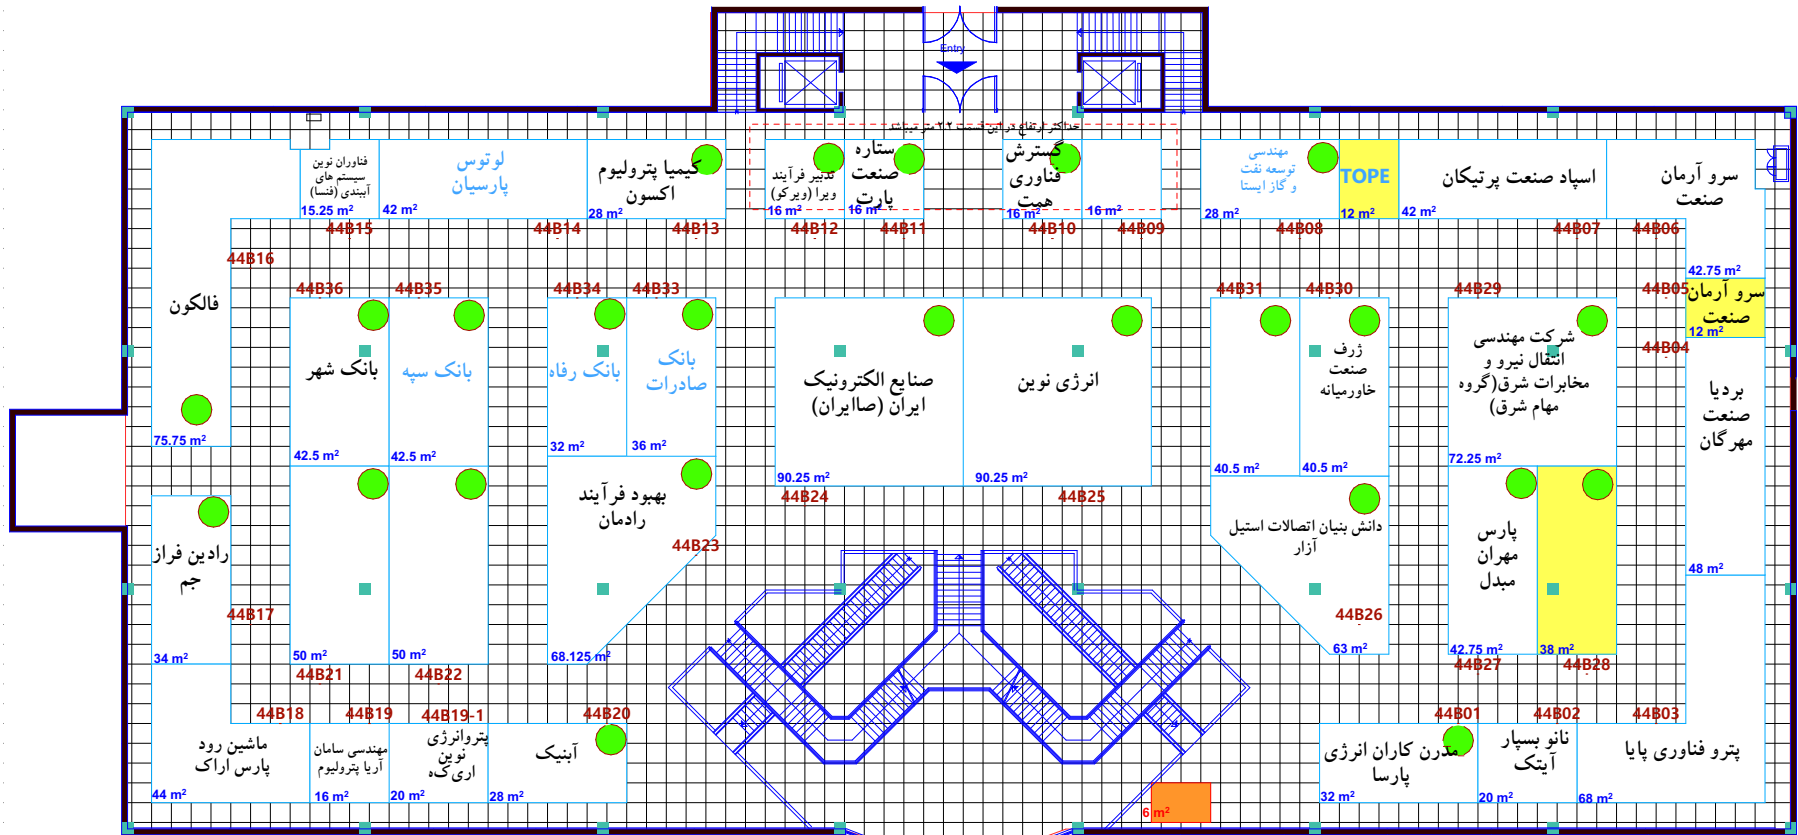 Entry
حداکثر ارتفاع در این قسمت ۲.۲ متر میباشد
فناوران نوین
سیستم های
آببندی (فنسا)
15.25 m²
44B15
لوتوس
پارسیان
42 m²
44B14
کیمیا پترولیوم
اکسون
28 m²
44B13
تدبیر فرآیند
ویرا (ویرکو)
16 m²
44B12
ستاره
صنعت
پارت
16 m²
44B11
گسترش
فناوری
همت
16 m²
44B10
16 m²
44B09
مهندسی
توسعه نفت
و گاز ایستا
28 m²
44B08
TOPE
12 m²
اسپاد صنعت پرتیکان
42 m²
44B07
سرو آرمان
صنعت
44B06
42.75 m²
44B05
سرو آرمان
صنعت
12 m²
44B04
بردیا
صنعت
مهرگان
48 m²
44B16
فالکون
75.75 m²
44B36
بانک شهر
42.5 m²
44B35
بانک سپه
42.5 m²
44B34
بانک رفاه
32 m²
44B33
بانک
صادرات
36 m²
صنایع الکترونیک
ایران (صاایران)
90.25 m²
44B24
انرژی نوین
90.25 m²
44B25
44B31
40.5 m²
44B30
ژرف
صنعت
خاورمیانه
40.5 m²
44B29
شرکت مهندسی
انتقال نیرو و
مخابرات شرق(گروه
مهام شرق)
72.25 m²
رادین فراز
جم
44B17
34 m²
50 m²
44B21
50 m²
44B22
بهبود فرآیند
رادمان
44B23
68.125 m²
دانش بنیان اتصالات استیل
آزار
44B26
63 m²
پارس
مهران
مبدل
42.75 m²
44B27
38 m²
44B28
44B18
ماشین رود
پارس اراک
44 m²
44B19
مهندسی سامان
آریا پترولیوم
16 m²
44B19-1
پتروانرژی
نوین
اریکه
20 m²
44B20
آبنیک
28 m²
6 m²
44B01
مدرن کاران انرژی
پارسا
32 m²
44B02
نانو بسپار
آیتک
20 m²
44B03
پترو فناوری پایا
68 m²